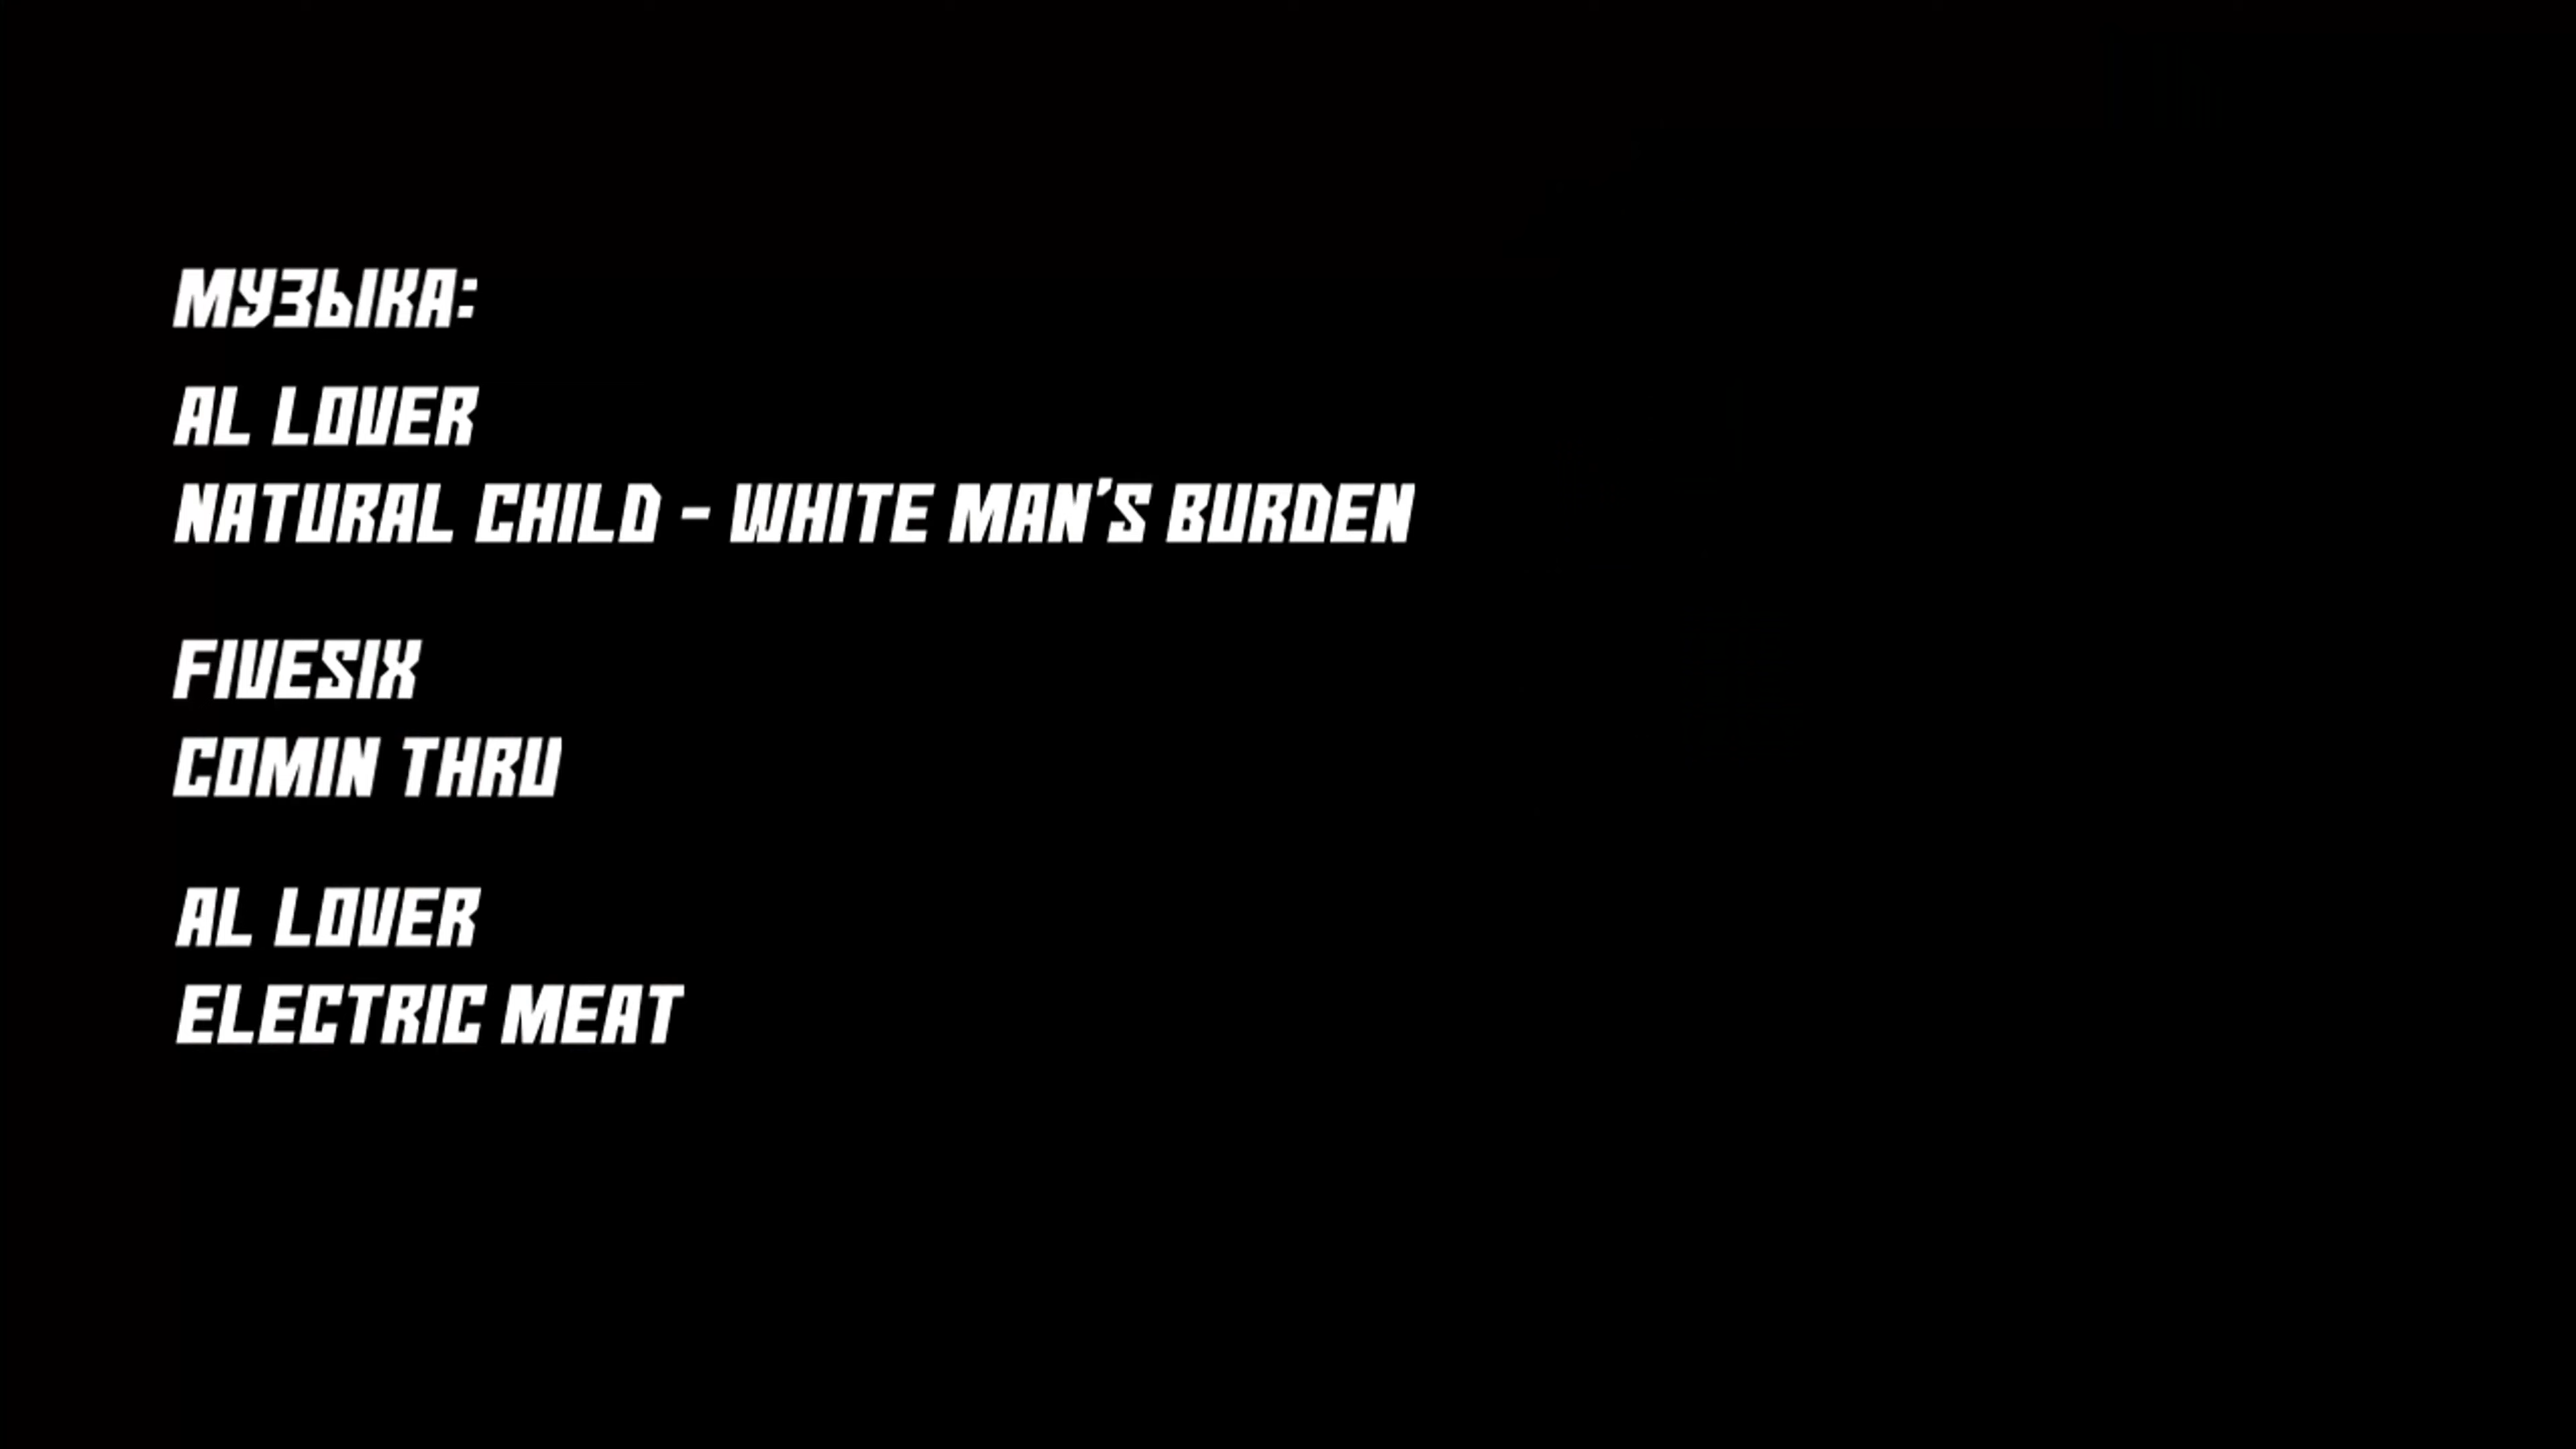 МУЗЫКА:
AL LOVER
NATURAL CHILD - WHITE MAN'S BURDEN
FIVESIX
COMIN THRU
AL LOVER
ELECTRIC MEAT